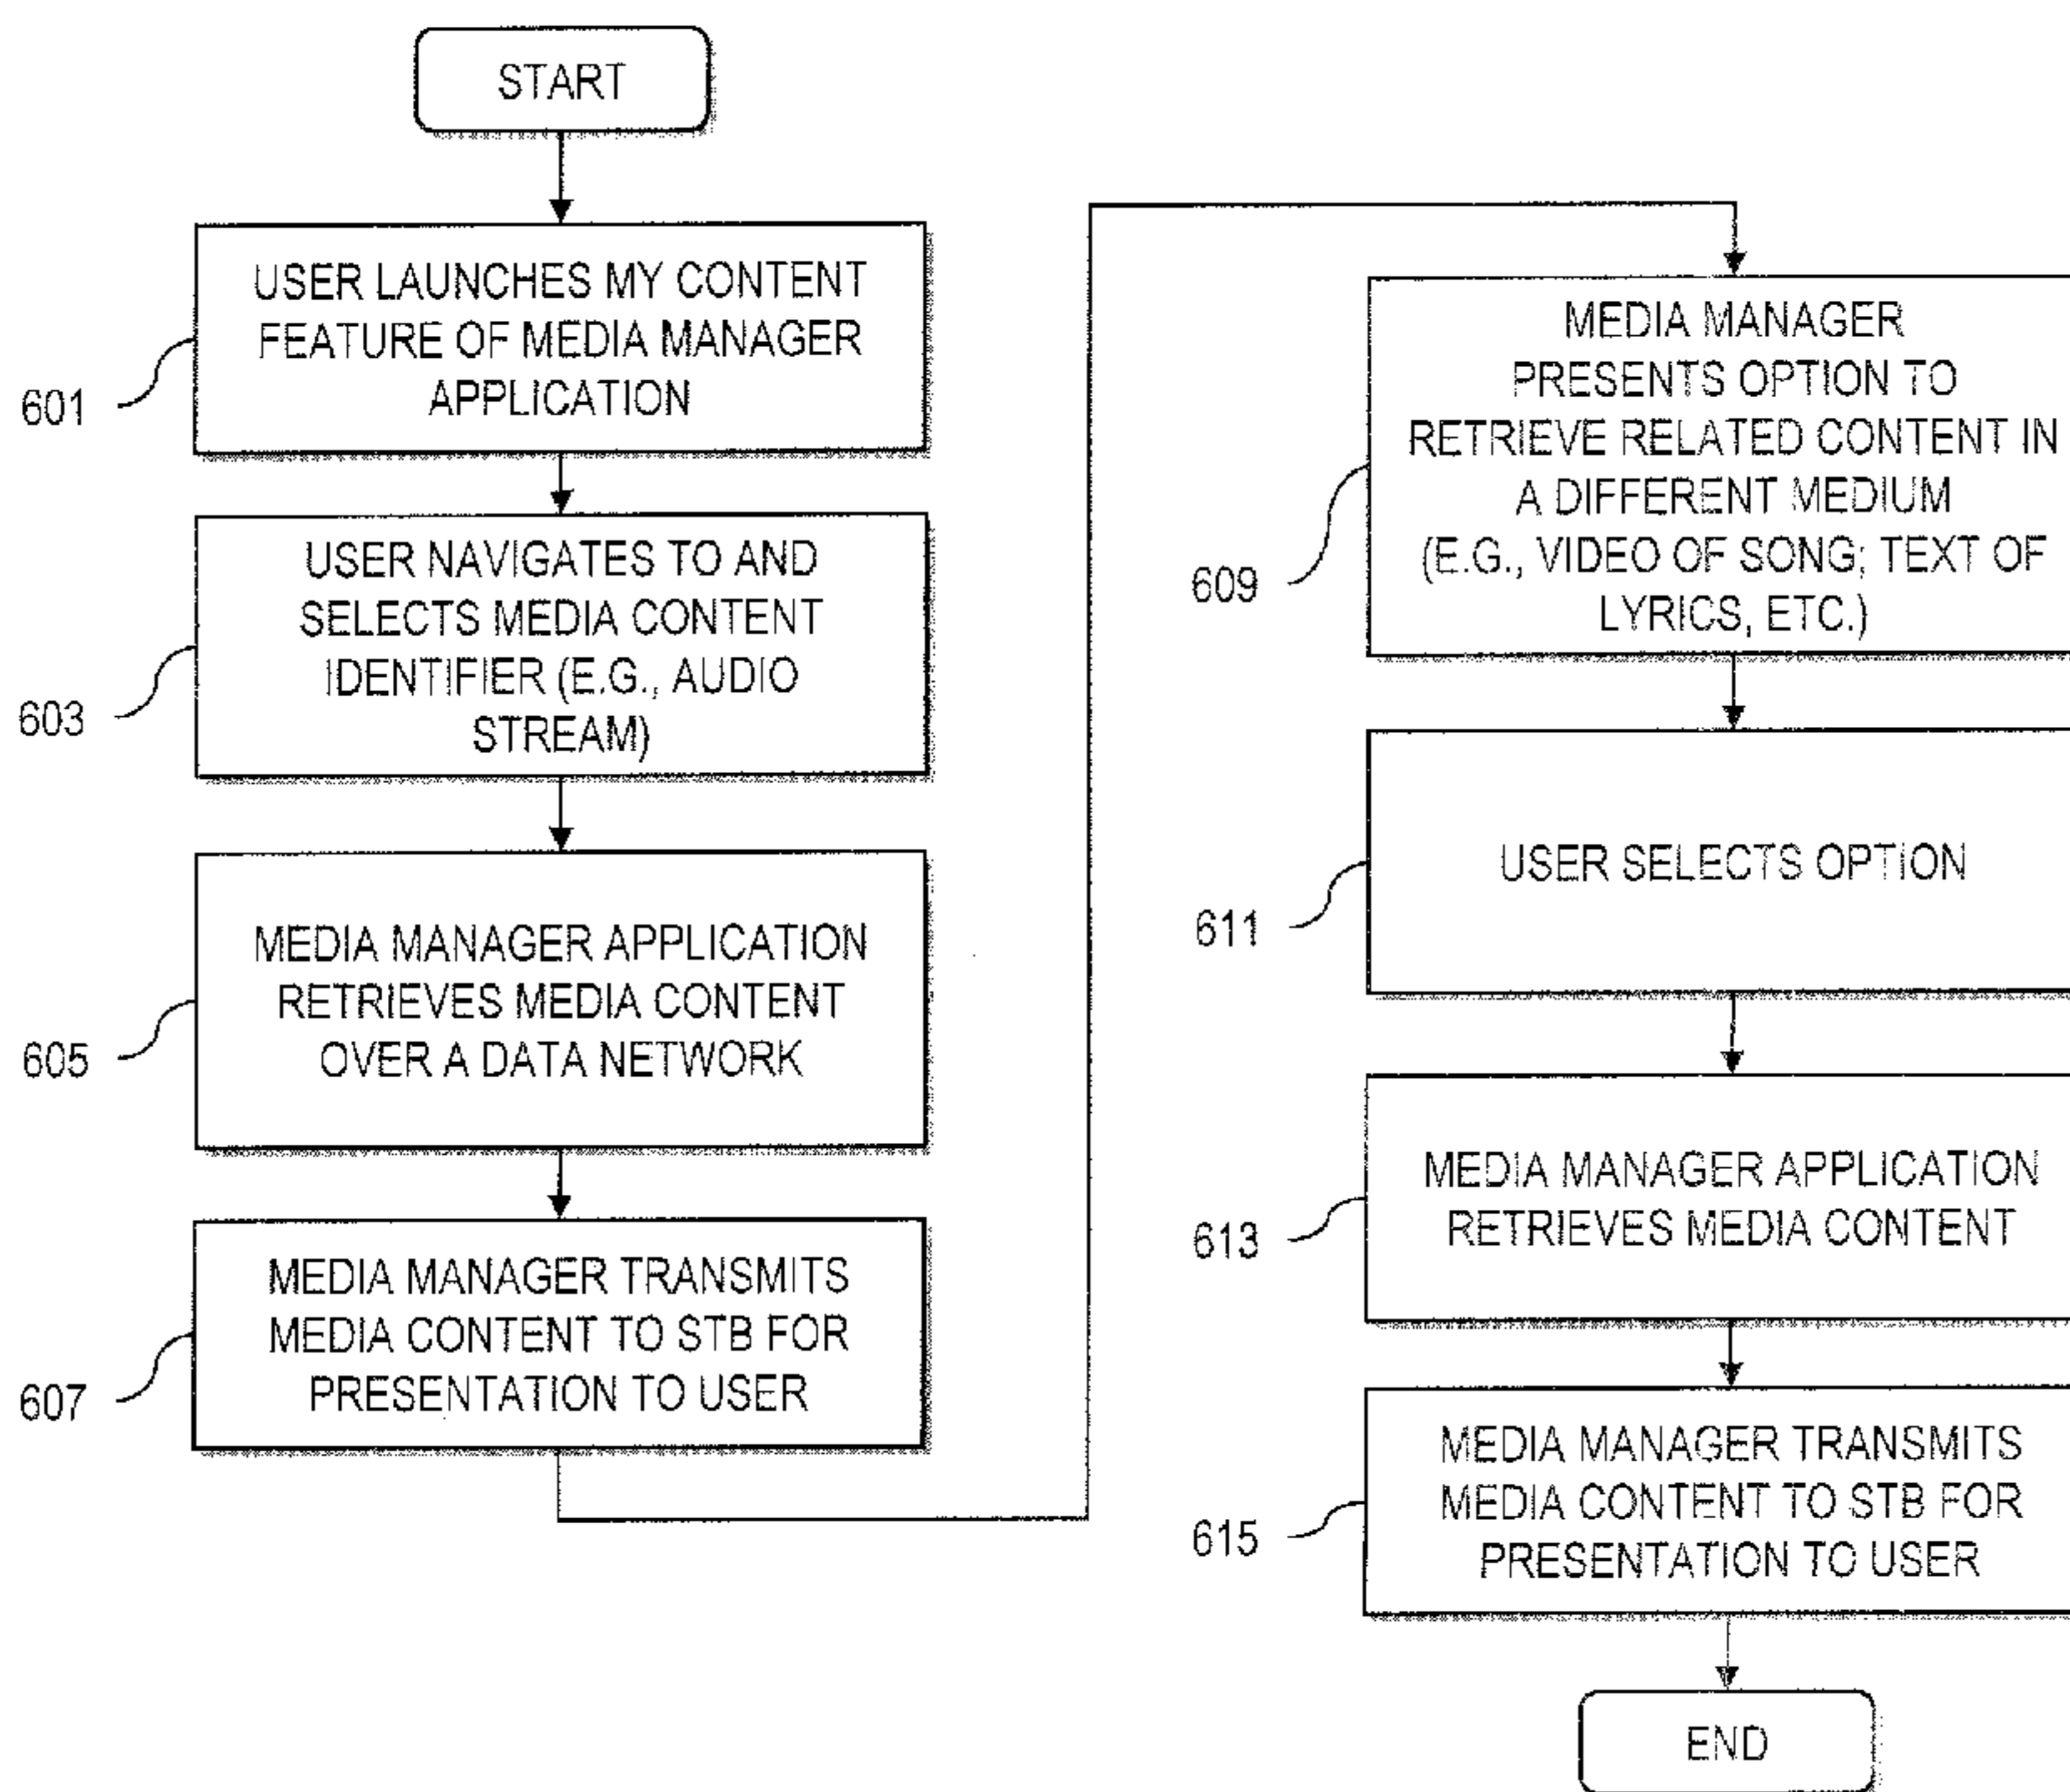 START
USER LAUNCHES MY CONTENT
FEATURE OF MEDIA MANAGER
APPLICATION
601
USER NAVIGATES TO AND
SELECTS MEDIA CONTENT
IDENTIFIER (E.G., AUDIO
STREAM)
603
MEDIA MANAGER APPLICATION
RETRIEVES MEDIA CONTENT
OVER A DATA NETWORK
605
MEDIA MANAGER TRANSMITS
MEDIA CONTENT TO STB FOR
PRESENTATION TO USER
607
MEDIA MANAGER
PRESENTS OPTION TO
RETRIEVE RELATED CONTENT IN
A DIFFERENT MEDIUM
(E.G., VIDEO OF SONG; TEXT OF
LYRICS, ETC.)
609
USER SELECTS OPTION
611
MEDIA MANAGER APPLICATION
RETRIEVES MEDIA CONTENT
613
MEDIA MANAGER TRANSMITS
MEDIA CONTENT TO STB FOR
PRESENTATION TO USER
615
END